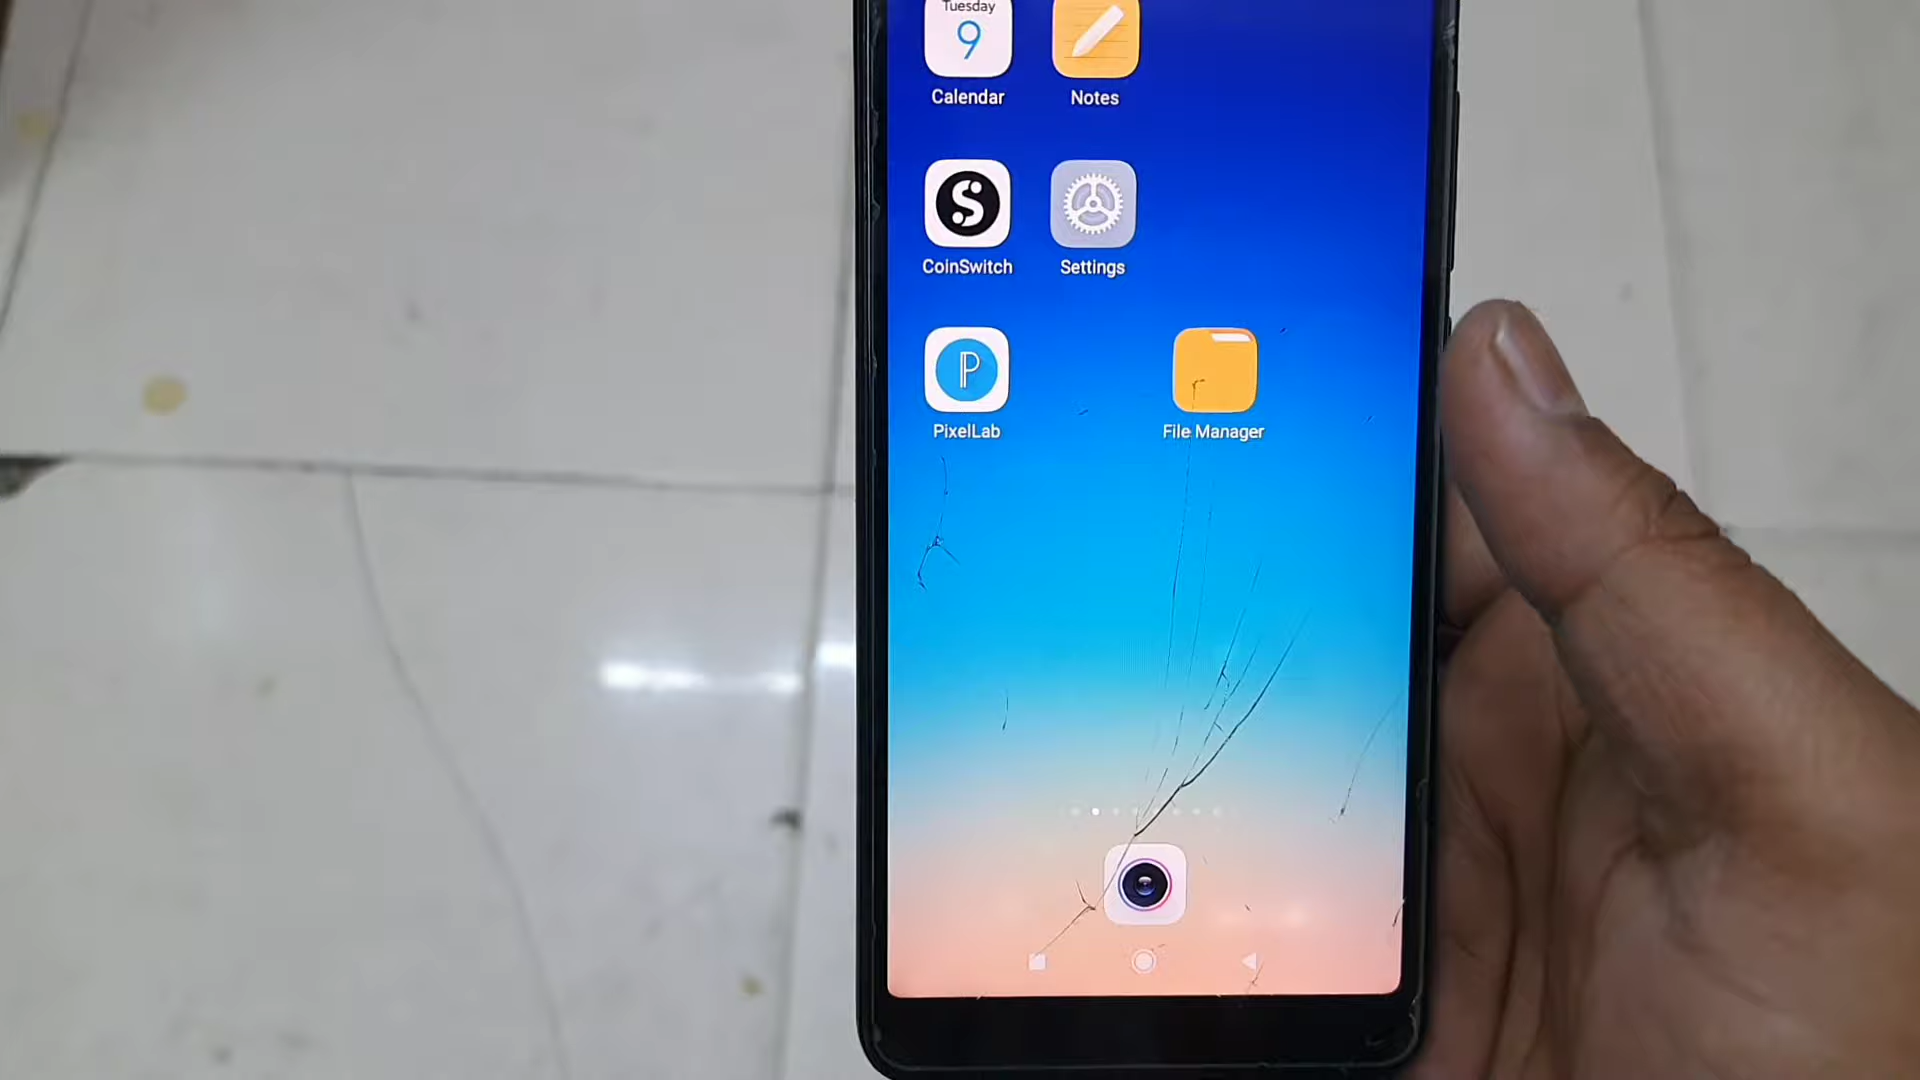 Tuesday
9
Calendar
Notes
CoinSwitch
Settings
P
PixelLab
File Manager